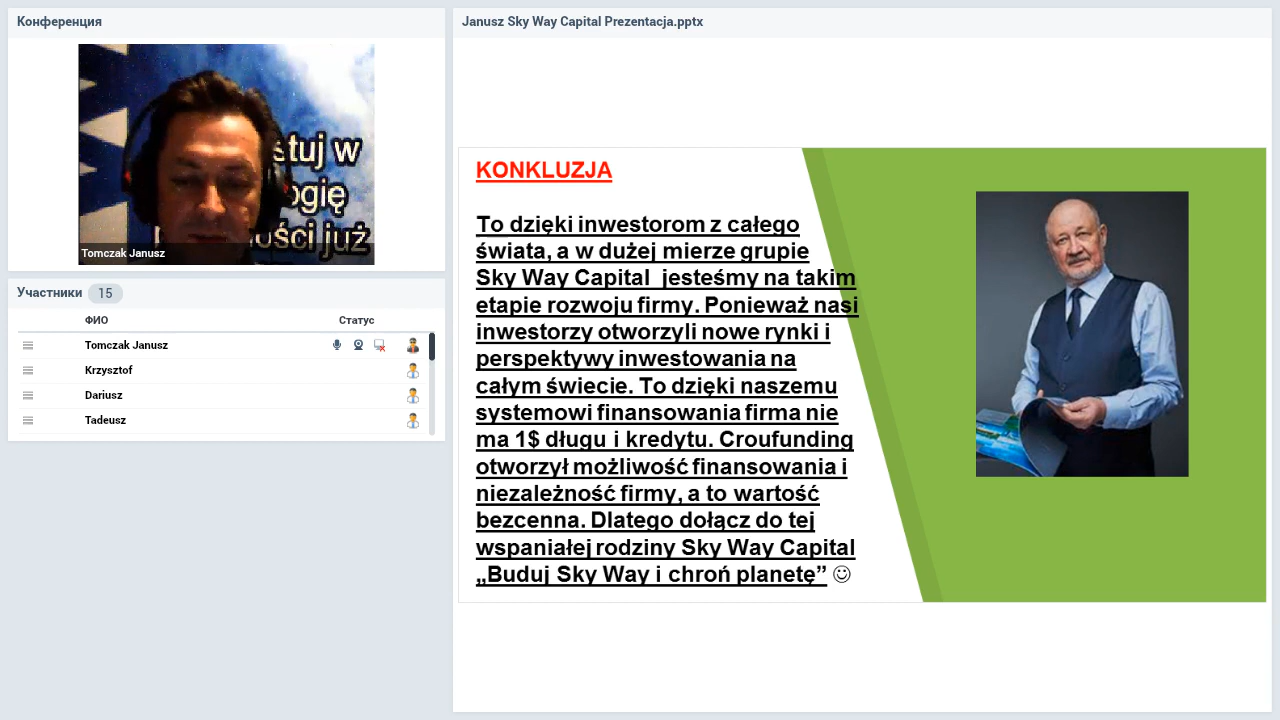 Конференция
stuj w
ogię
ości już
Tomczak Janusz
Участники 15
ФИО Статус
Tomczak Janusz
Krzysztof
Dariusz
Tadeusz
Janusz Sky Way Capital Prezentacja.pptx
KONKLUZJA
To dzięki inwestorom z całego
świata, a w dużej mierze grupie
Sky Way Capital jesteśmy na takim
etapie rozwoju firmy. Ponieważ nasi
inwestorzy otworzyli nowe rynki i
perspektywy inwestowania na
całym świecie. To dzięki naszemu
systemowi finansowania firma nie
ma 1$ długu i kredytu. Croufunding
otworzył możliwość finansowania i
niezależność firmy, a to wartość
bezcenna. Dlatego dołącz do tej
wspaniałej rodziny Sky Way Capital
„Buduj Sky Way i chroń planetę” ☺